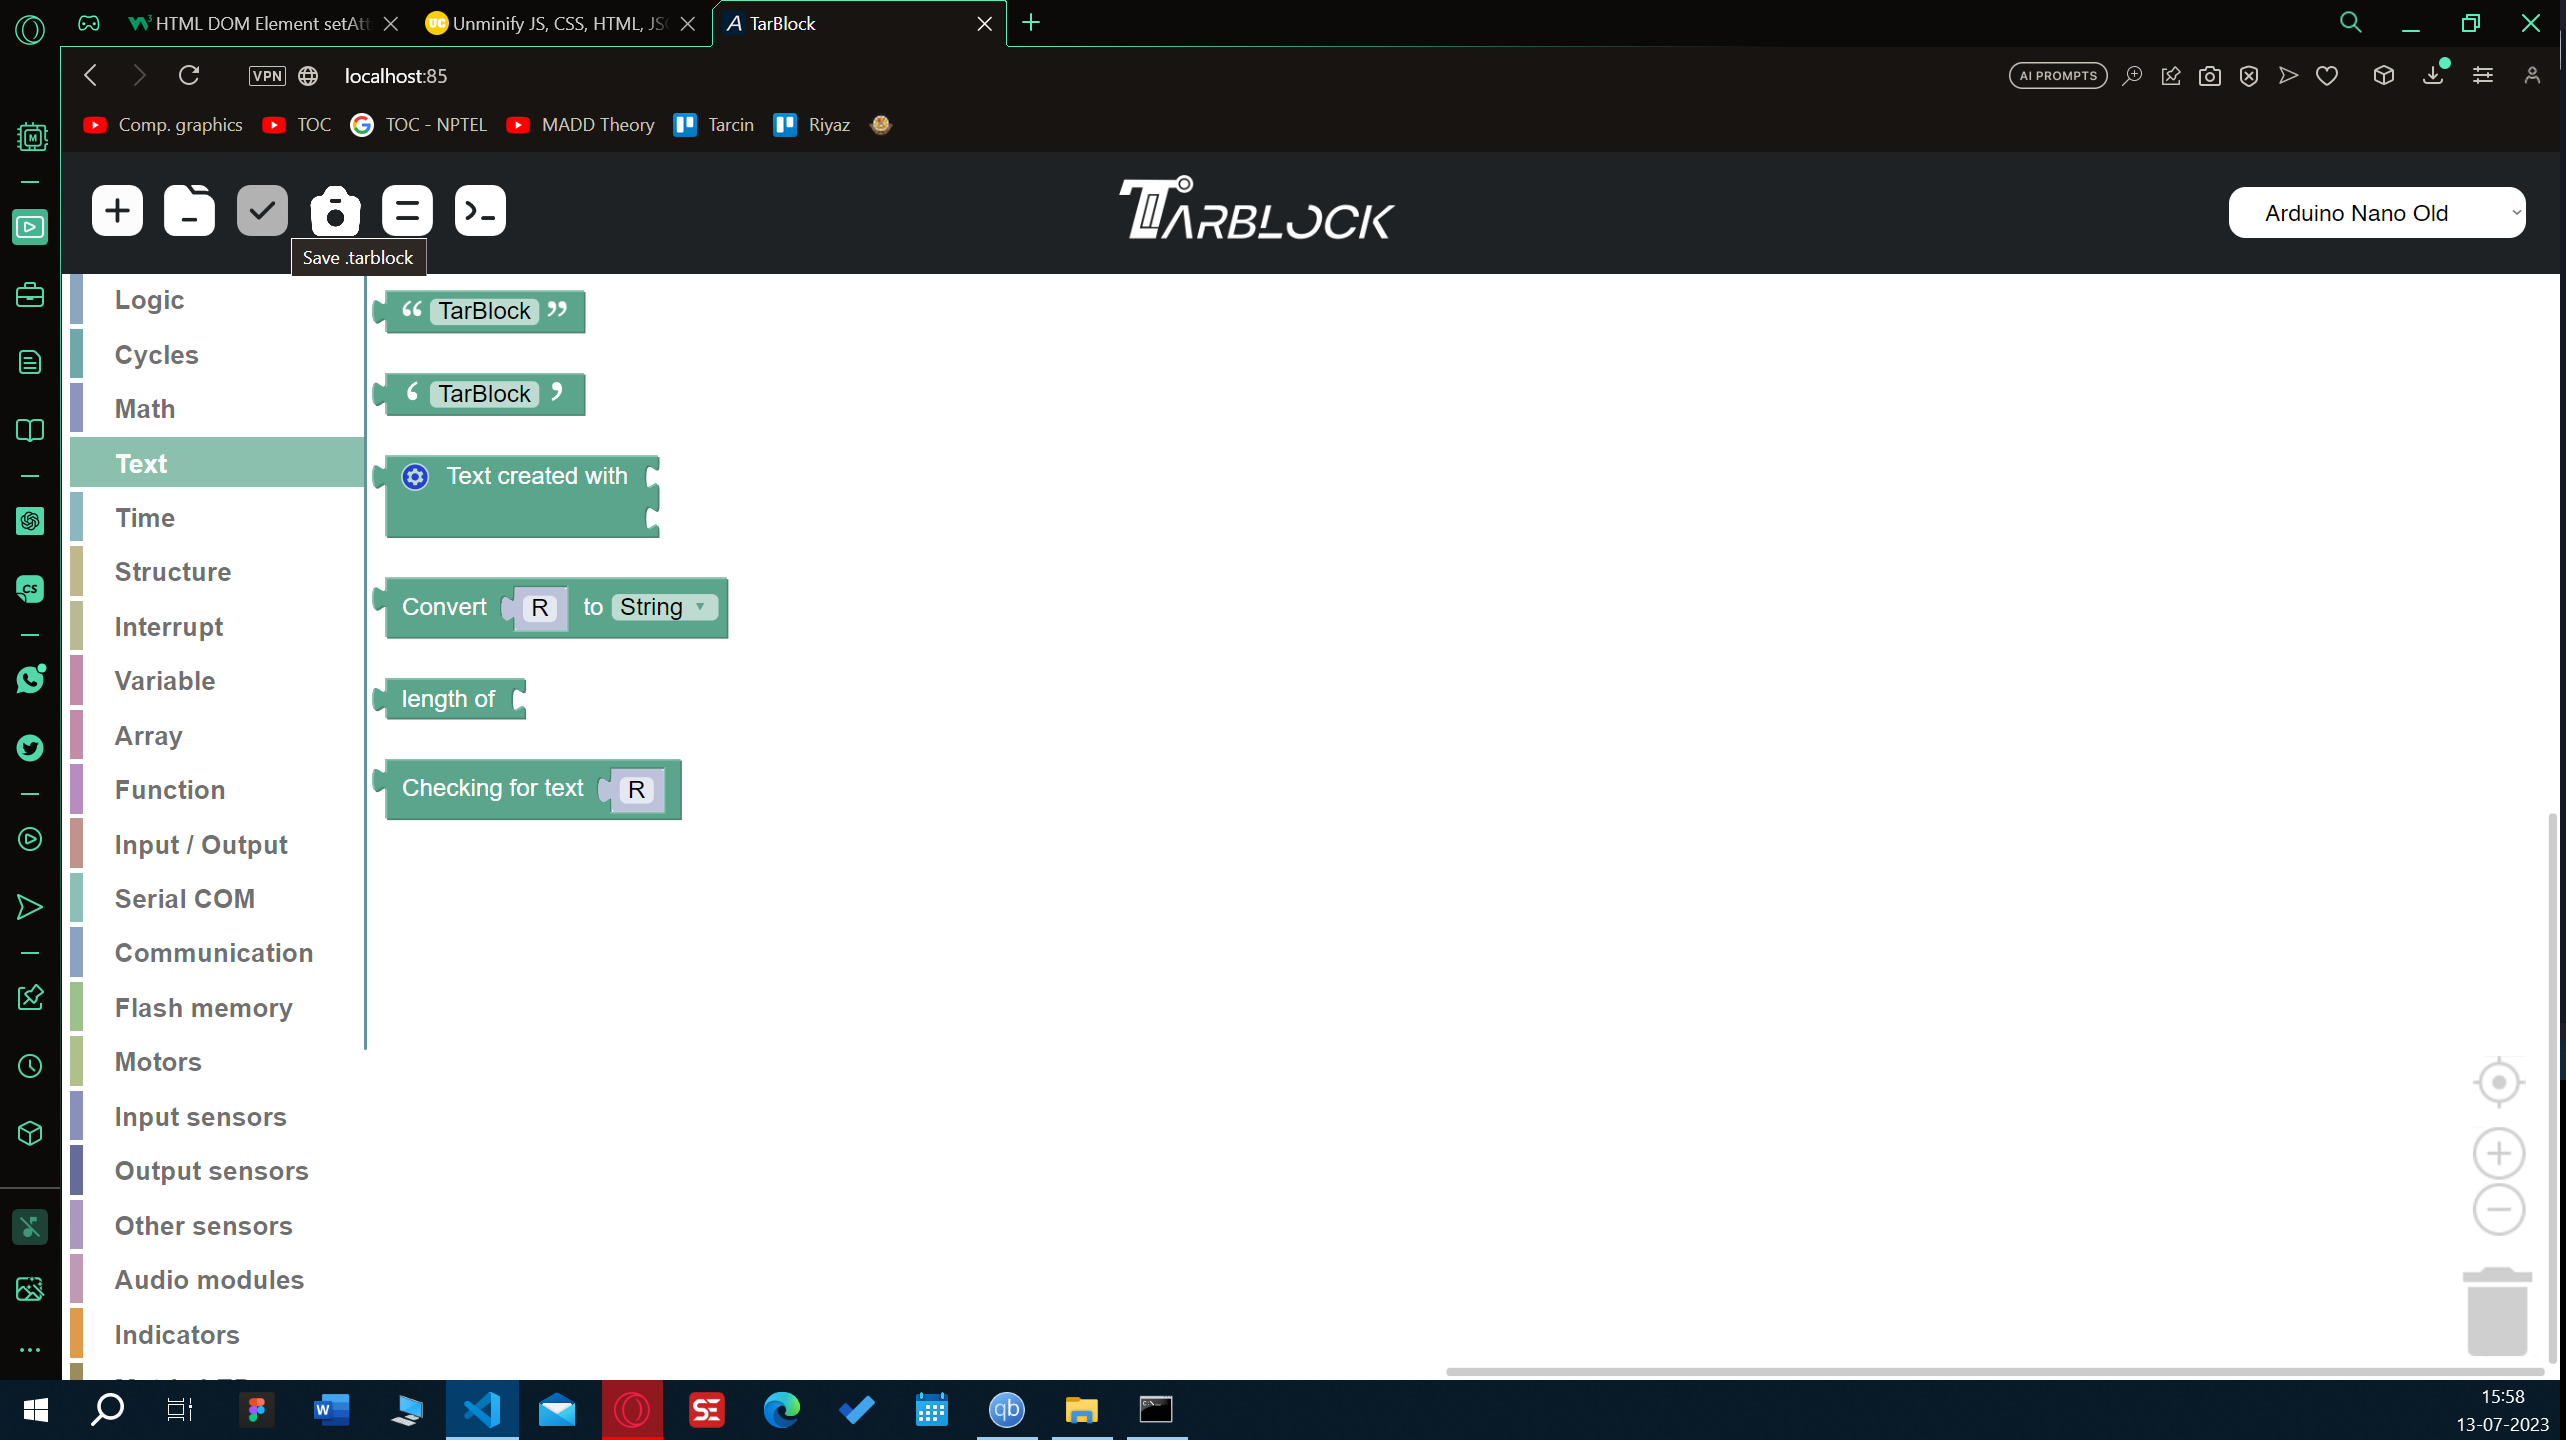 HTML DOM Element setAtt
Unminify JS, CSS, HTML, JSO
TarBlock
VPN
localhost:85
AI PROMPTS
Comp. graphics
TOC
TOC - NPTEL
MADD Theory
Tarcin
Riyaz
TARBLOCK
Arduino Nano Old
Save .tarblock
Logic
Cycles
Math
Text
Time
Structure
Interrupt
Variable
Array
Function
Input / Output
Serial COM
Communication
Flash memory
Motors
Input sensors
Output sensors
Other sensors
Audio modules
Indicators
“ TarBlock ”
‘ TarBlock ’
Text created with
Convert R to String
length of
Checking for text R
15:58
13-07-2023